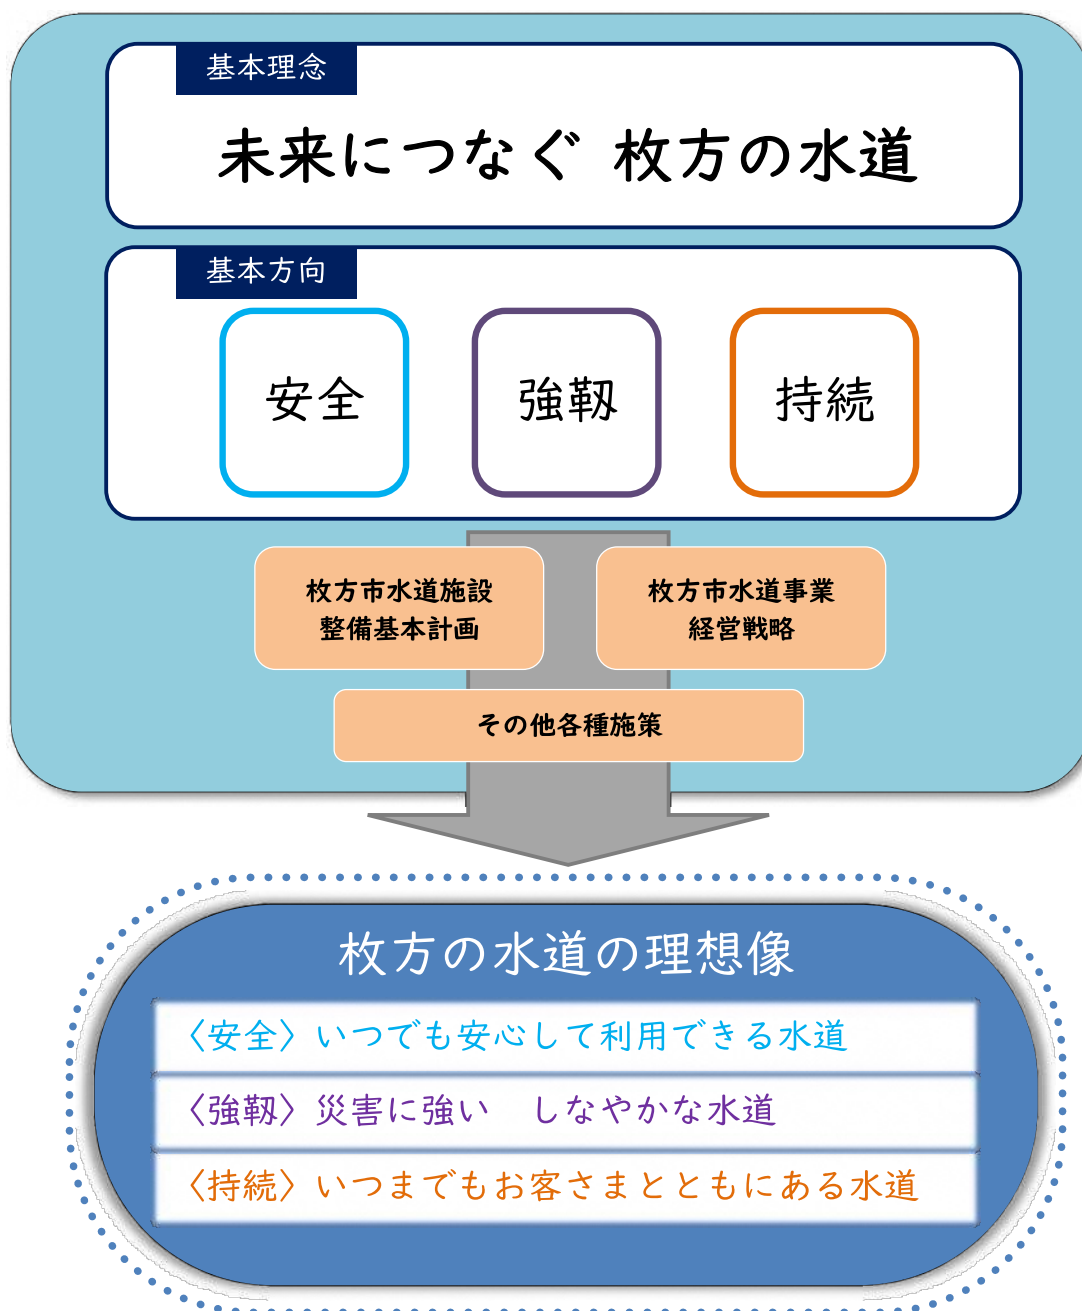 基本理念
未来につなぐ 枚方の水道
基本方向
安全
強靱
持続
枚方市水道施設
整備基本計画
枚方市水道事業
経営戦略
その他各種施策
枚方の水道の理想像
〈安全〉いつでも安心して利用できる水道
〈強靱〉災害に強い　しなやかな水道
〈持続〉いつまでもお客さまとともにある水道